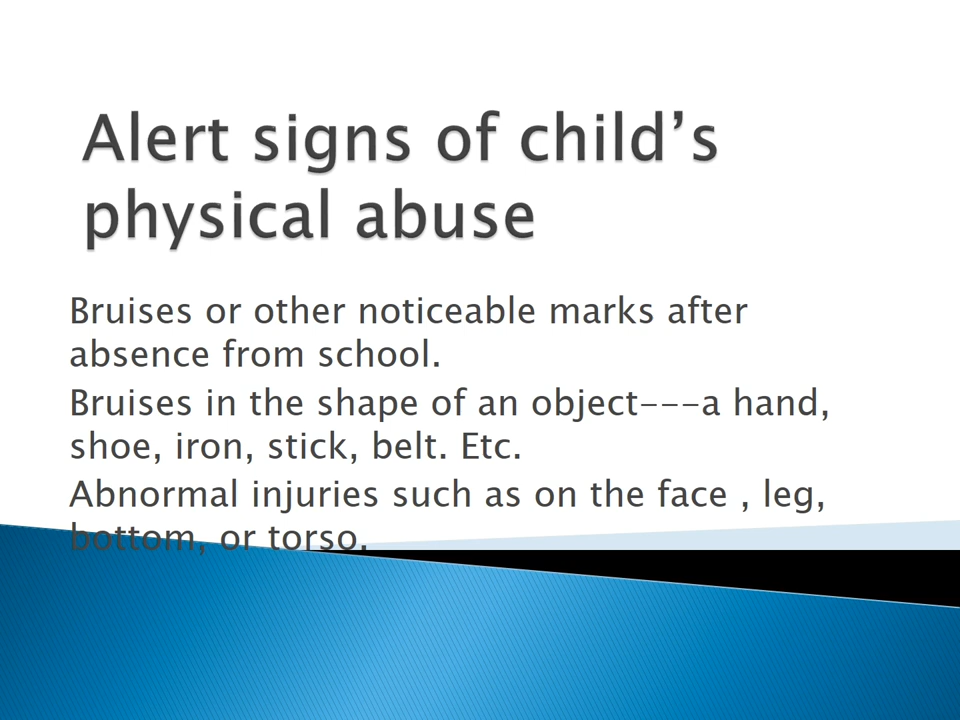 Alert signs of child’s
physical abuse
Bruises or other noticeable marks after
absence from school.
Bruises in the shape of an object---a hand,
shoe, iron, stick, belt. Etc.
Abnormal injuries such as on the face , leg,
bottom, or torso.